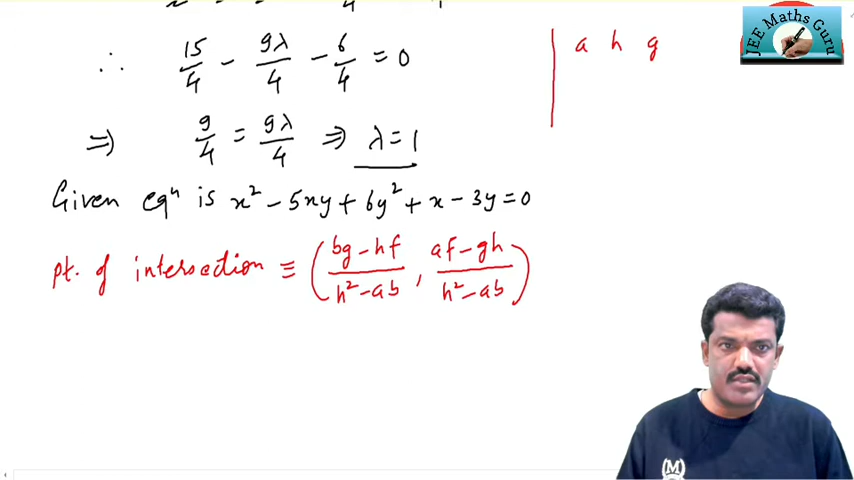 ∴ 15/4 - 9λ/4 - 6/4 = 0
⇒ 9/4 = 9λ/4 ⇒ λ = 1
Given eqⁿ is x² - 5xy + 6y² + x - 3y = 0
pt. of intersection ≡ ( (bg - hf)/(h² - ab) , (af - gh)/(h² - ab) )
a h g
JEE Maths Guru
(M)